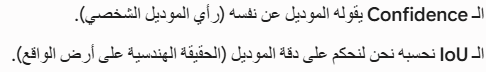 الـ Confidence يقوله الموديل عن نفسه (رأي الموديل الشخصي).
الـ IoU نحسبه نحن لنحكم على دقة الموديل (الحقيقة الهندسية على أرض الواقع).